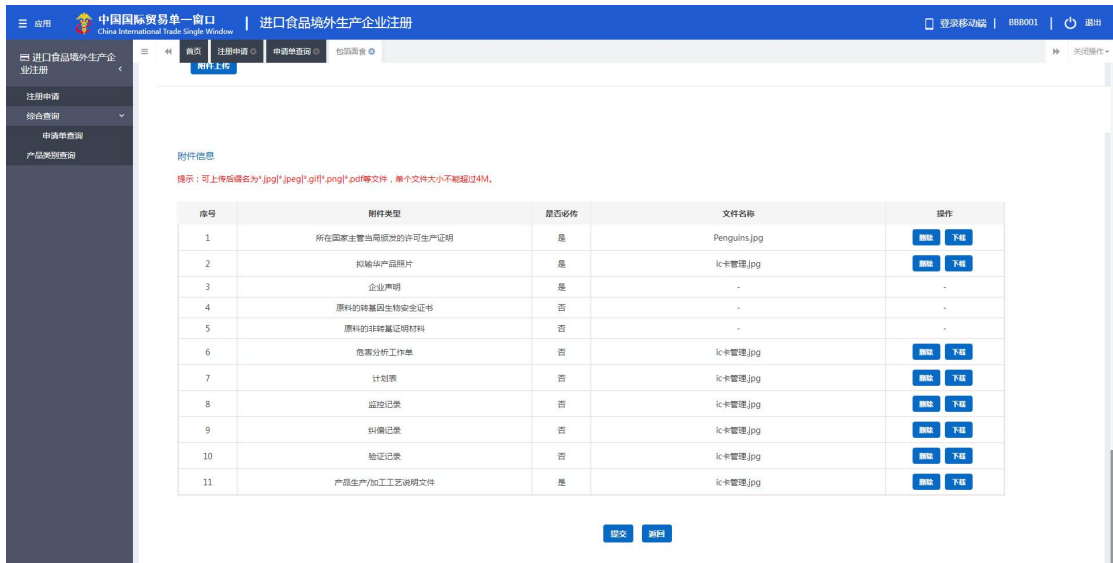 应用
中国国际贸易单一窗口 | 进口食品境外生产企业注册
China International Trade Single Window
登录移动端 | BBB001 | 退出
进口食品境外生产企业注册
注册申请
综合查询
申请单查询
产品类别查询
首页 注册申请 申请单查询 包馅面食 关闭操作
附件上传
附件信息
提示：可上传后缀名为*.jpg|*.jpeg|*.gif|*.png|*.pdf等文件，单个文件大小不能超过4M。
序号 附件类型 是否必传 文件名称 操作
1 所在国家主管当局颁发的许可生产证明 是 Penguins.jpg 删除 下载
2 拟输华产品照片 是 ic卡管理.jpg 删除 下载
3 企业声明 是 - -
4 原料的转基因生物安全证书 否 - -
5 原料的非转基证明材料 否 - -
6 危害分析工作单 否 ic卡管理.jpg 删除 下载
7 计划表 否 ic卡管理.jpg 删除 下载
8 监控记录 否 ic卡管理.jpg 删除 下载
9 纠偏记录 否 ic卡管理.jpg 删除 下载
10 验证记录 否 ic卡管理.jpg 删除 下载
11 产品生产/加工工艺说明文件 是 ic卡管理.jpg 删除 下载
提交 返回